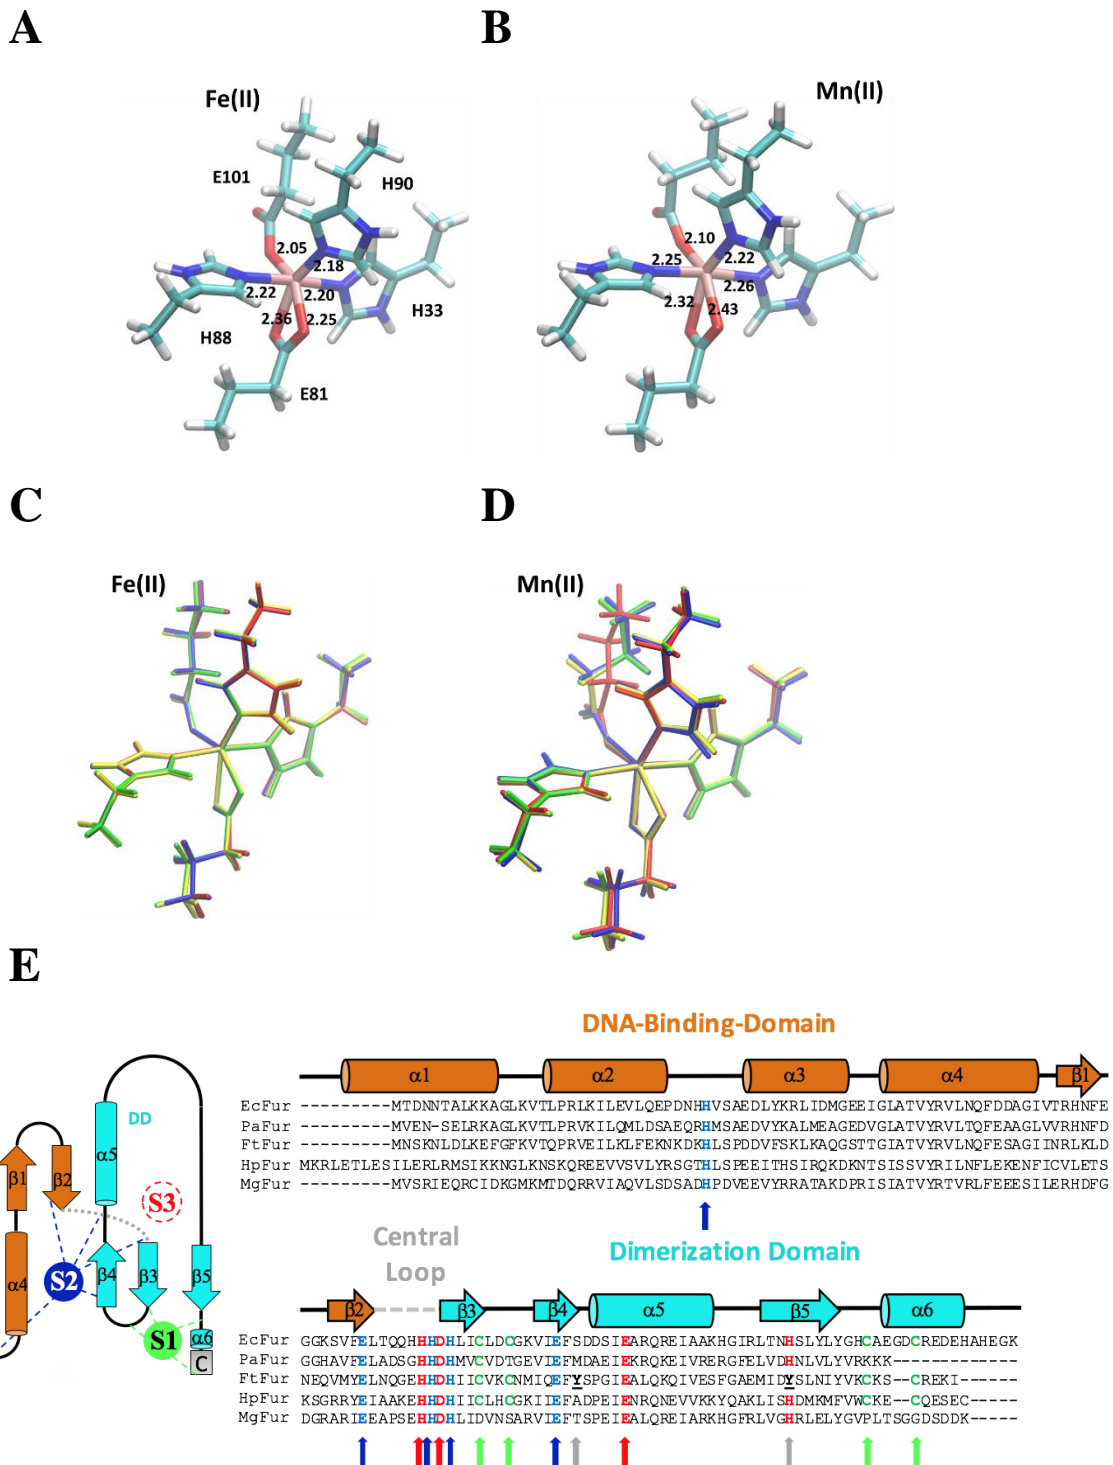 A
B
Fe(II)
Mn(II)
E101
H90
2.05
2.18
2.22
2.20
2.36
2.25
H33
H88
E81
2.10
2.25
2.22
2.26
2.32
2.43
C
D
Fe(II)
Mn(II)
E
DNA-Binding-Domain
α1 α2 α3 α4 β1
EcFur ----------MTDNNTALKKAGLKVTLPRLKILEVLQEPDNHHVSAEDLYKRLIDMGEEIGLATVYRVLNQFDDAGIVTRHNFE
PaFur ----------MVEN-SELRKAGLKVTLPRVKILQMLDSAEQRHMSAEDVYKALMEAGEDVGLATVYRVLTQFEAAGLVVRHNFD
FtFur ---------MNSKNLDLKEFGFKVTQPRVEILKLFEKNKDKHLSPDDVFSKLKAQGSTTGIATVYRVLNQFESAGIINRLKLD
HpFur MKRLETLESILERLRMSIKKNGLKNSKQREEVVSVLYRSGTHLSPEEITHSIRQKDKNTSISSVYRILNFLEKENFICVLETS
MgFur ---------MVSRIEQRCIDKGMKMTDQRRVIAQVLSDSADHPDVEEVYRRATAKDPRISIATVYRTVRLFEEESILERHDFG
DD
α5
β1
β2
S3
α4
S2
β4
β3
β5
S1
α6
C
Central
Loop
Dimerization Domain
β2 β3 β4 α5 β5 α6
EcFur GGKSVFELTQQHHHDHLICLDCGKVIEFSDDSIEARQREIAAKHGIRLTNHSLYLYGHCAEGDCREDEHAHEGK
PaFur GGHAVFELADSGHHDHMVCVDTGEVIEFMDAEIEKRQKEIVRERGFELVDHNLVLYVRKKK-------------
FtFur NEQVMYELNQGEHHDHIICVKCNMIQEFYSPGIEALQKQIVESFGAEMIDYSLNIYVKCKS--CREKI------
HpFur KSGRRYEIAAKEHHDHIICLHCGKIIEFADPEIENRQNEVVKKYQAKLISHDMKMFVWCKE--CQESEC-----
MgFur DGRARIEEAPSEHHDHLIDVNSARVIEFTSPEIEALQREIARKHGFRLVGHRLELYGVPLTSGGDSDDK-----